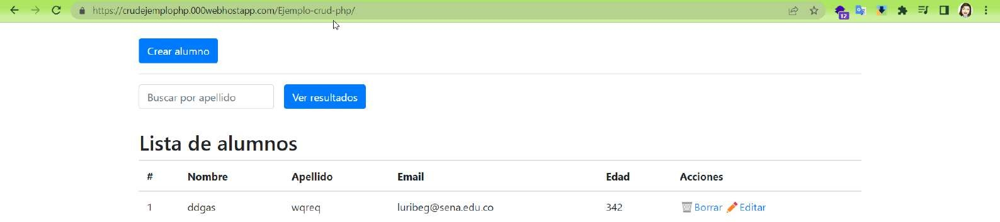 https://crudejemplophp.000webhostapp.com/Ejemplo-crud-php/
12
Crear alumno
Buscar por apellido Ver resultados
Lista de alumnos
# Nombre Apellido Email Edad Acciones
1 ddgas wqreq luribeg@sena.edu.co 342 Borrar Editar